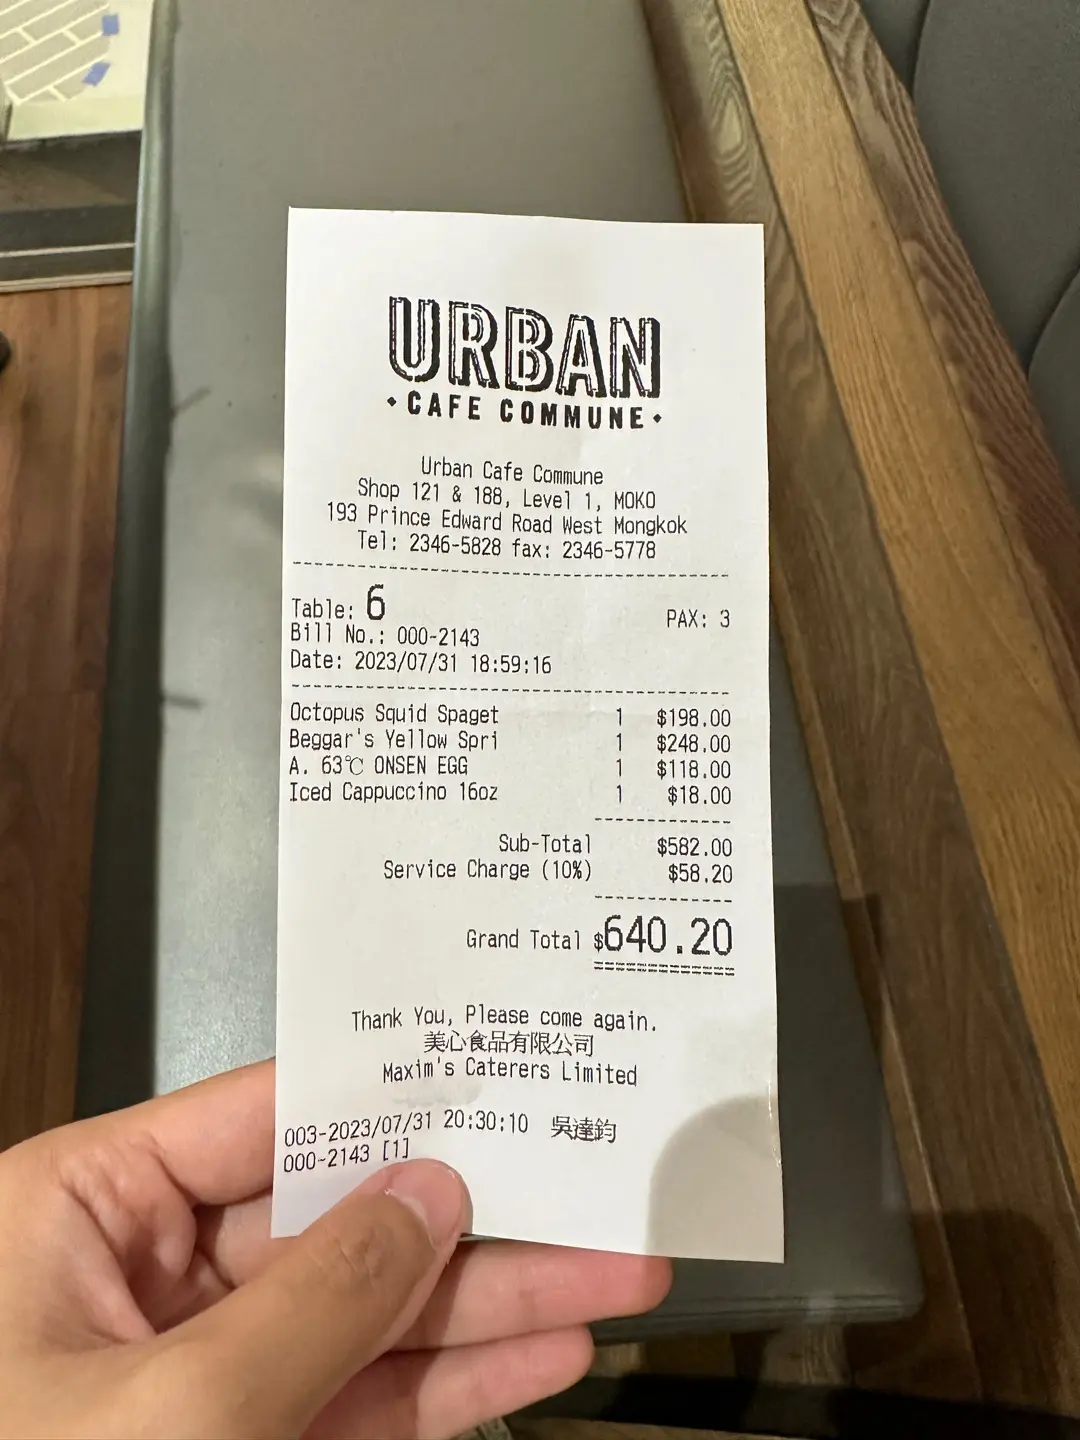 URBAN
• CAFE COMMUNE •
Urban Cafe Commune
Shop 121 & 188, Level 1, MOKO
193 Prince Edward Road West Mongkok
Tel: 2346-5828 fax: 2346-5778
Table: 6 PAX: 3
Bill No.: 000-2143
Date: 2023/07/31 18:59:16
Octopus Squid Spaget 1 $198.00
Beggar's Yellow Spri 1 $248.00
A. 63℃ ONSEN EGG 1 $118.00
Iced Cappuccino 16oz 1 $18.00
Sub-Total $582.00
Service Charge (10%) $58.20
Grand Total $640.20
Thank You, Please come again.
美心食品有限公司
Maxim's Caterers Limited
003-2023/07/31 20:30:10 吳達鈞
000-2143 [1]